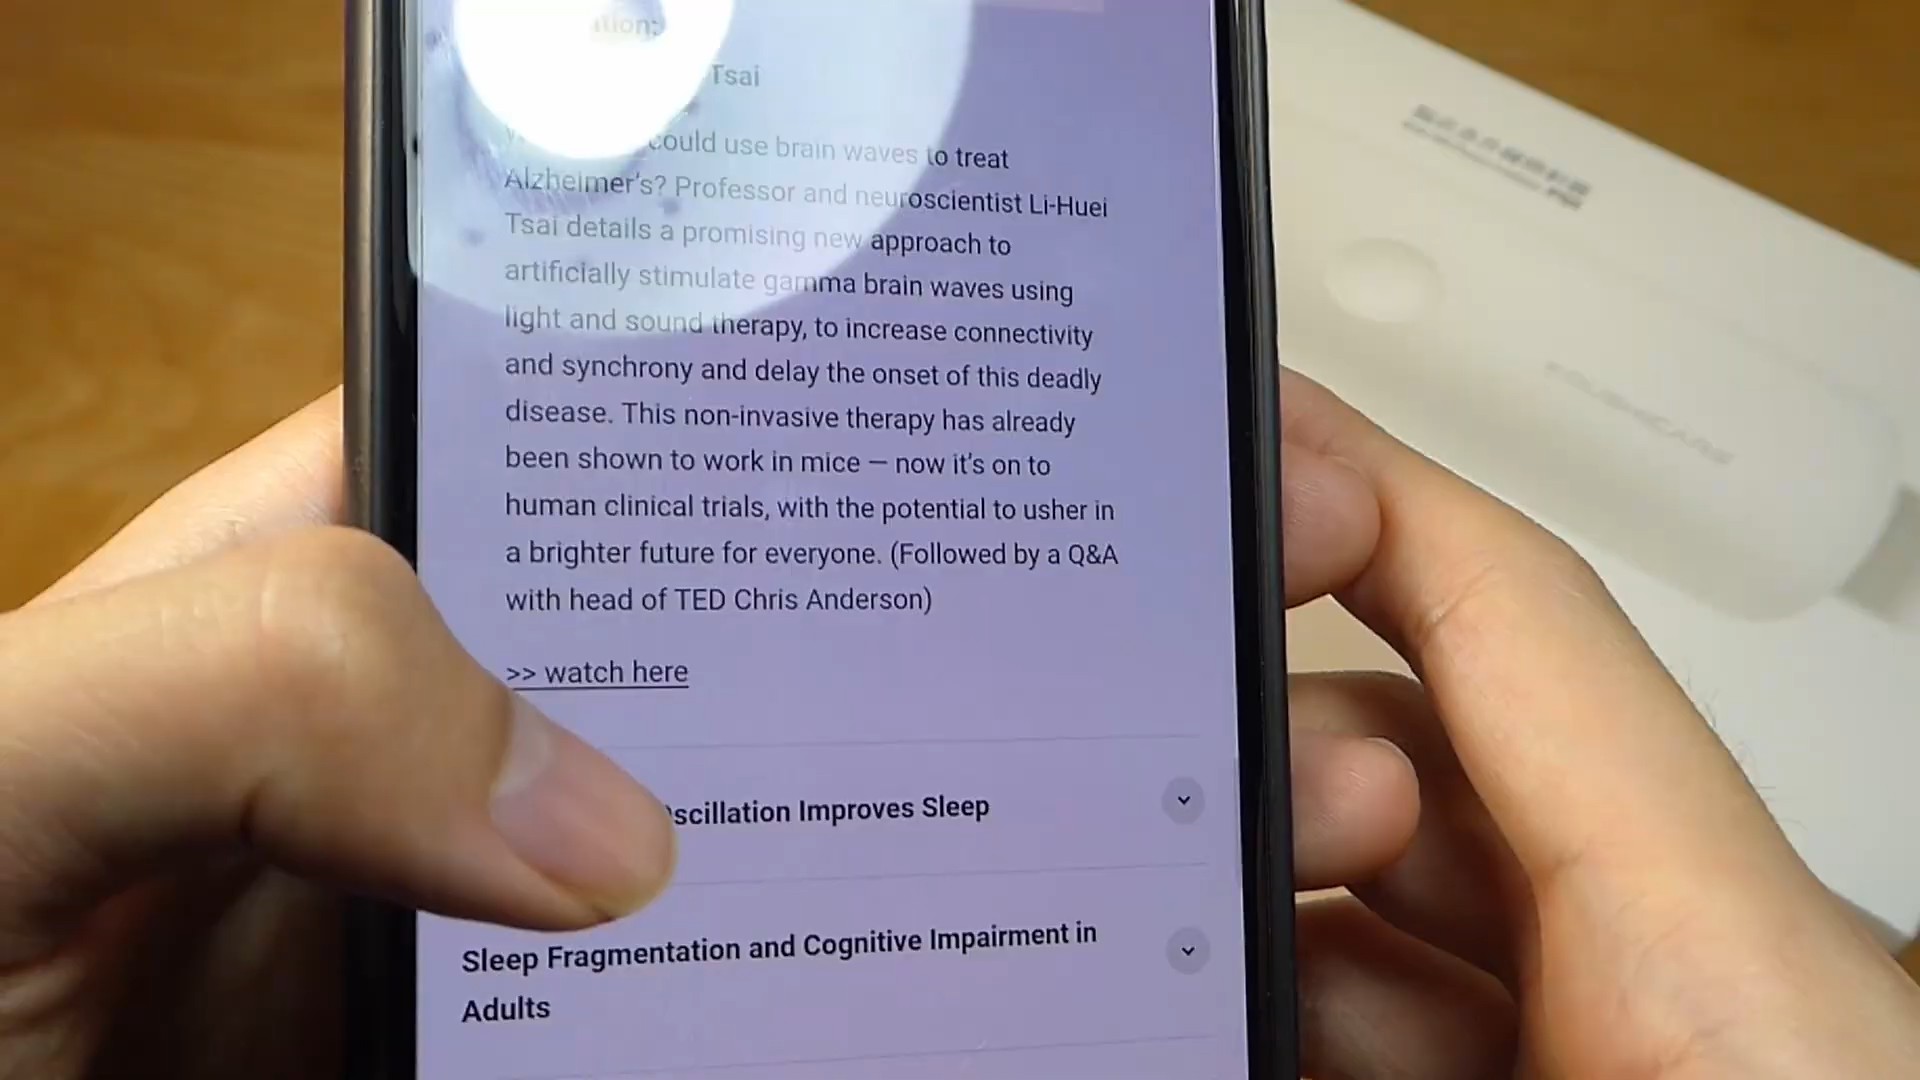 tion:
Tsai
could use brain waves to treat
Alzheimer's? Professor and neuroscientist Li-Huei
Tsai details a promising new approach to
artificially stimulate gamma brain waves using
light and sound therapy, to increase connectivity
and synchrony and delay the onset of this deadly
disease. This non-invasive therapy has already
been shown to work in mice — now it's on to
human clinical trials, with the potential to usher in
a brighter future for everyone. (Followed by a Q&A
with head of TED Chris Anderson)
>> watch here
scillation Improves Sleep
Sleep Fragmentation and Cognitive Impairment in
Adults